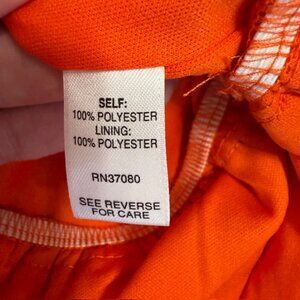 SELF:
100% POLYESTER
LINING:
100% POLYESTER
RN37080
SEE REVERSE
FOR CARE